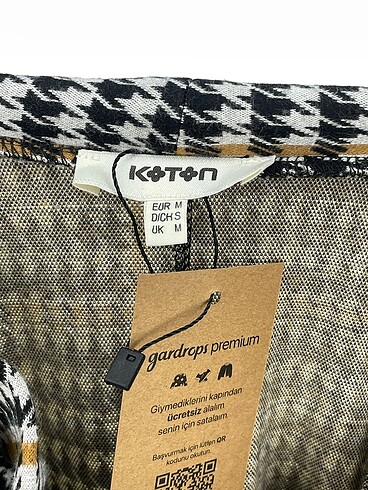 KOTON
EUR M
D/CH S
UK M
gardrops premium
Giymediklerini kapından
ücretsiz alalım
senin için satalım.
Başvurmak için lütfen QR
kodunu okutun.